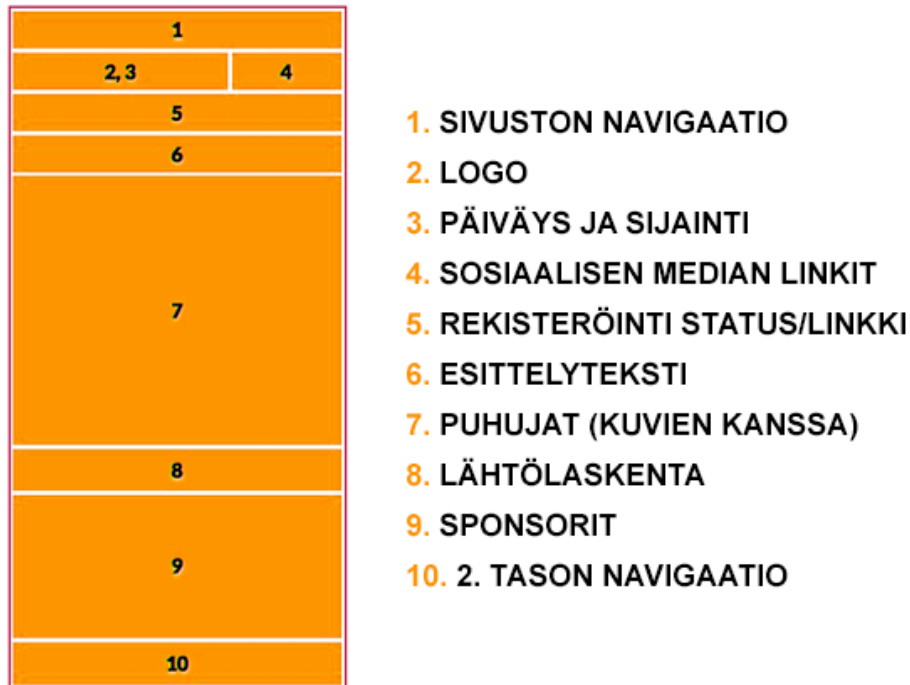 1
2, 3
4
5
6
7
8
9
10
1. SIVUSTON NAVIGAATIO
2. LOGO
3. PÄIVÄYS JA SIJAINTI
4. SOSIAALISEN MEDIAN LINKIT
5. REKISTERÖINTI STATUS/LINKKI
6. ESITTELYTEKSTI
7. PUHUJAT (KUVIEN KANSSA)
8. LÄHTÖLASKENTA
9. SPONSORIT
10. 2. TASON NAVIGAATIO